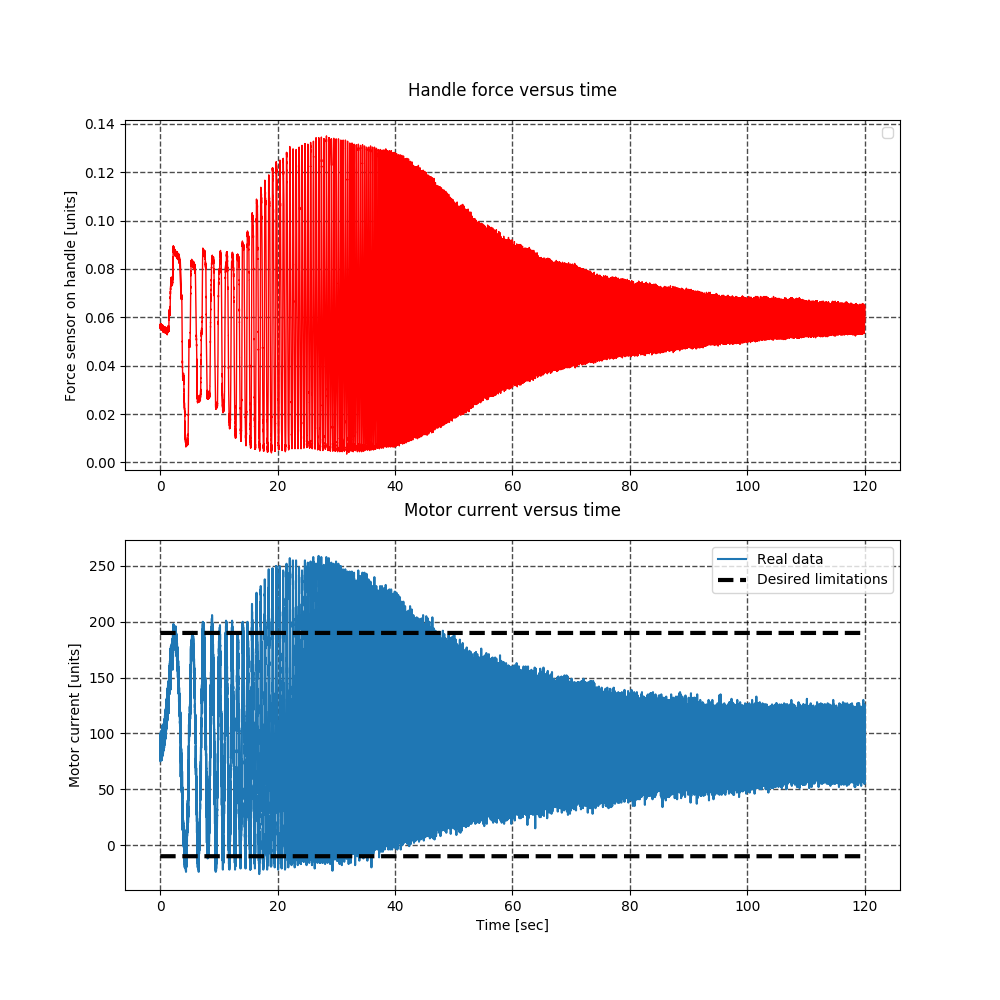 Handle force versus time
0.14
0.12
0.10
0.08
0.06
0.04
0.02
0.00
Force sensor on handle [units]
0 20 40 60 80 100 120
Motor current versus time
250
200
150
100
50
0
Motor current [units]
Real data
Desired limitations
0 20 40 60 80 100 120
Time [sec]